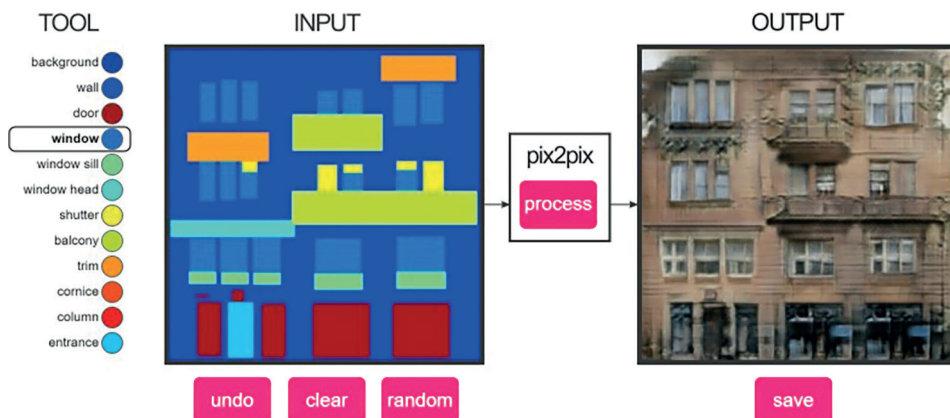 TOOL
INPUT
OUTPUT
background
wall
door
window
window sill
window head
shutter
balcony
trim
cornice
column
entrance
pix2pix
process
undo
clear
random
save